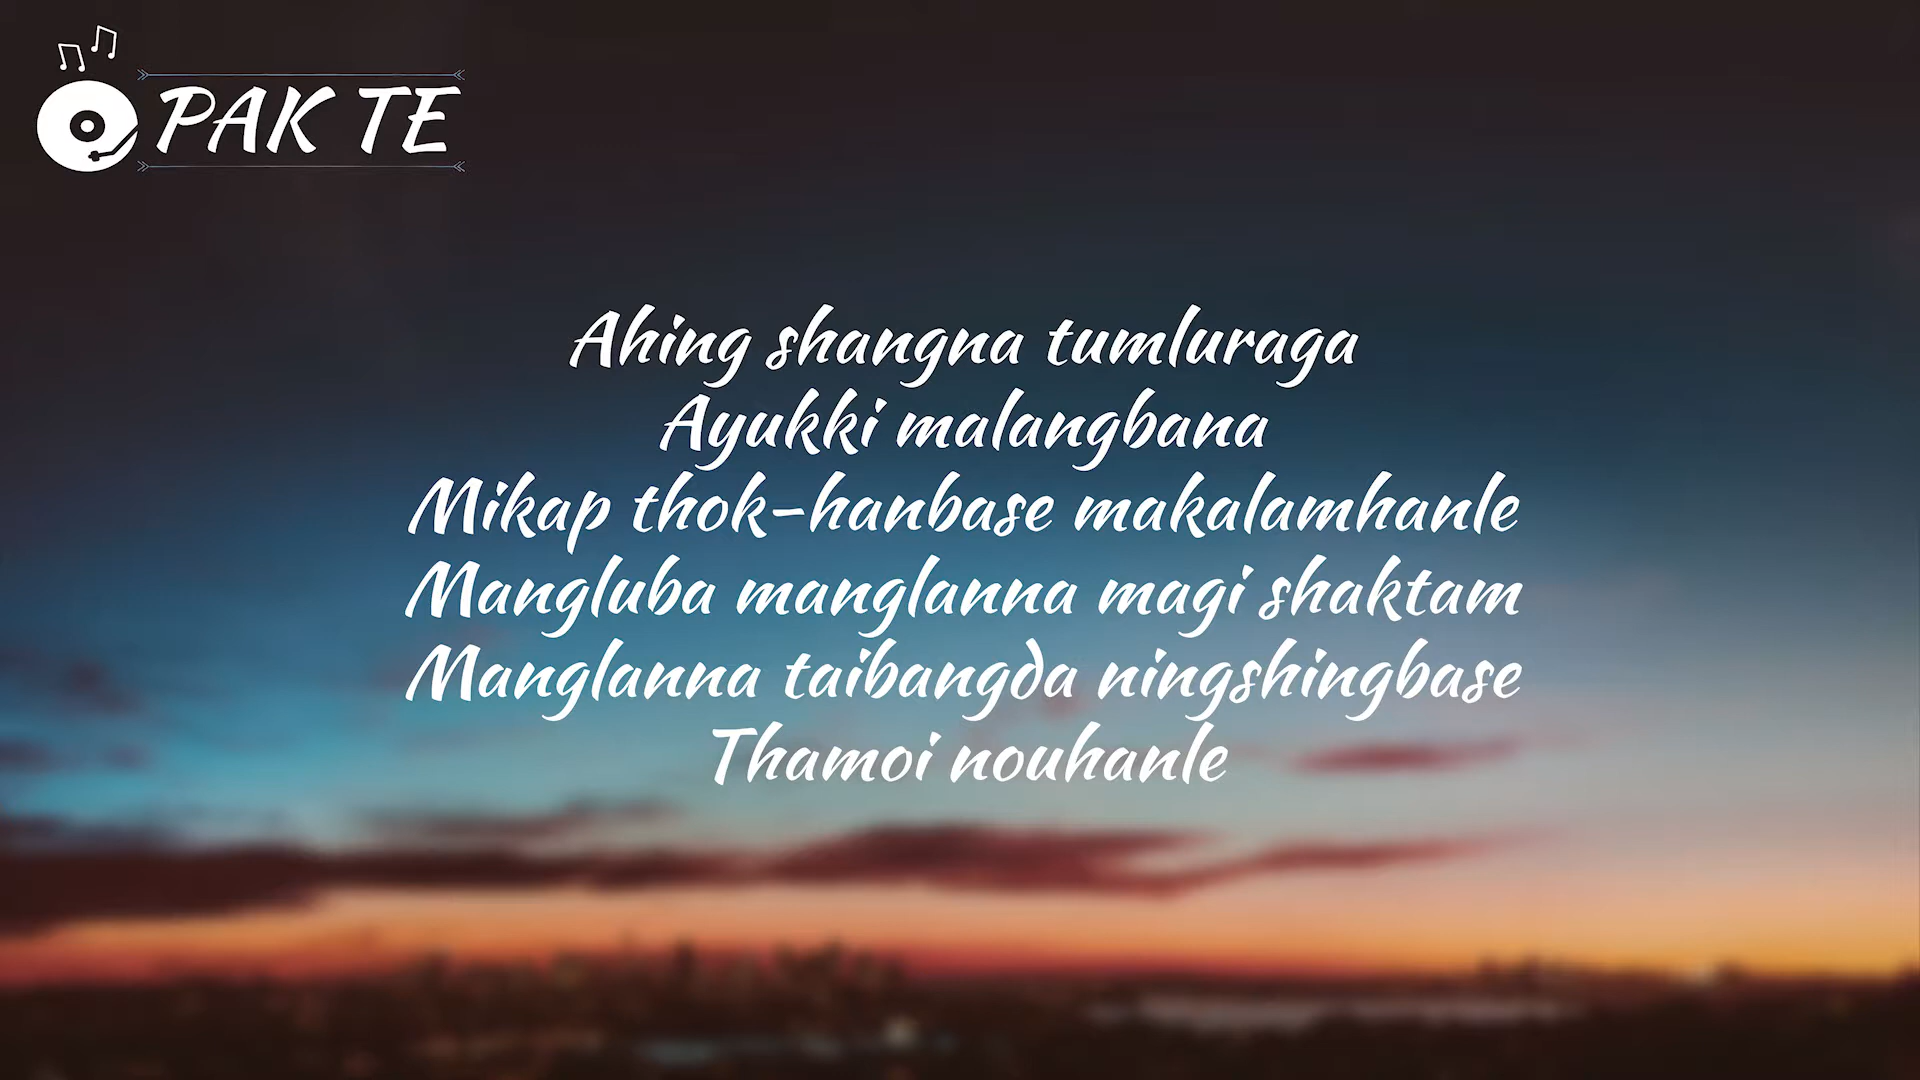 PAK TE
Ahing shangna tumluraga
Ayukki malangbana
Mikap thok-hanbase makalamhanle
Mangluba manglanna magi shaktam
Manglanna taibangda ningshingbase
Thamoi nouhanle